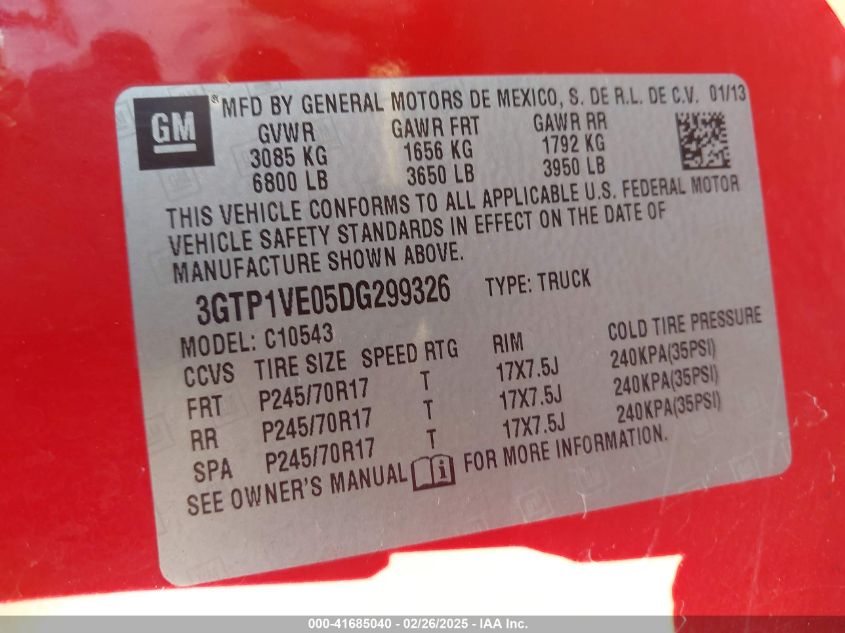 GM
® MFD BY GENERAL MOTORS DE MEXICO, S. DE R.L. DE C.V. 01/13
GVWR GAWR FRT GAWR RR
3085 KG 1656 KG 1792 KG
6800 LB 3650 LB 3950 LB
THIS VEHICLE CONFORMS TO ALL APPLICABLE U.S. FEDERAL MOTOR
VEHICLE SAFETY STANDARDS IN EFFECT ON THE DATE OF
MANUFACTURE SHOWN ABOVE.
3GTP1VE05DG299326 TYPE: TRUCK
MODEL: C10543
CCVS TIRE SIZE SPEED RTG RIM COLD TIRE PRESSURE
FRT P245/70R17 T 17X7.5J 240KPA(35PSI)
RR P245/70R17 T 17X7.5J 240KPA(35PSI)
SPA P245/70R17 T 17X7.5J 240KPA(35PSI)
SEE OWNER'S MANUAL FOR MORE INFORMATION.
000-41685040 - 02/26/2025 - IAA Inc.